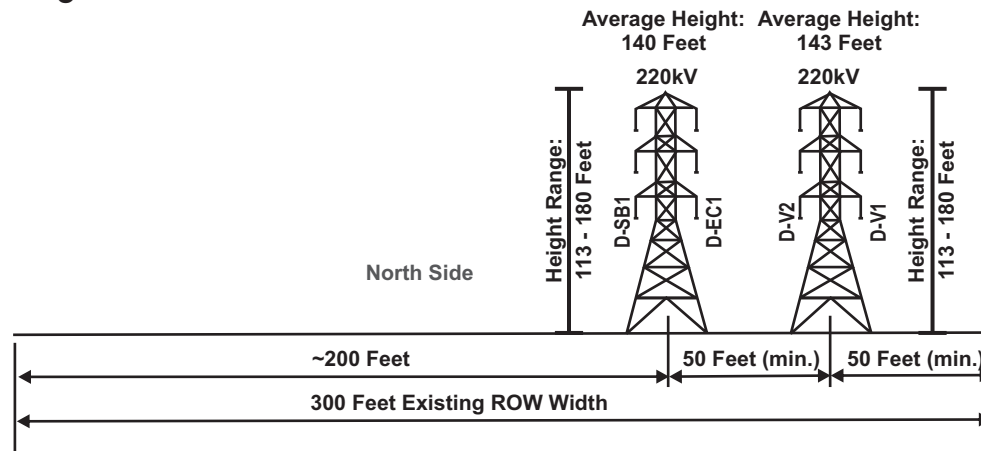 Average Height:
140 Feet
Average Height:
143 Feet
220kV
220kV
Height Range:
113 - 180 Feet
D-SB1
D-EC1
D-V2
D-V1
Height Range:
113 - 180 Feet
North Side
~200 Feet
50 Feet (min.)
50 Feet (min.)
300 Feet Existing ROW Width